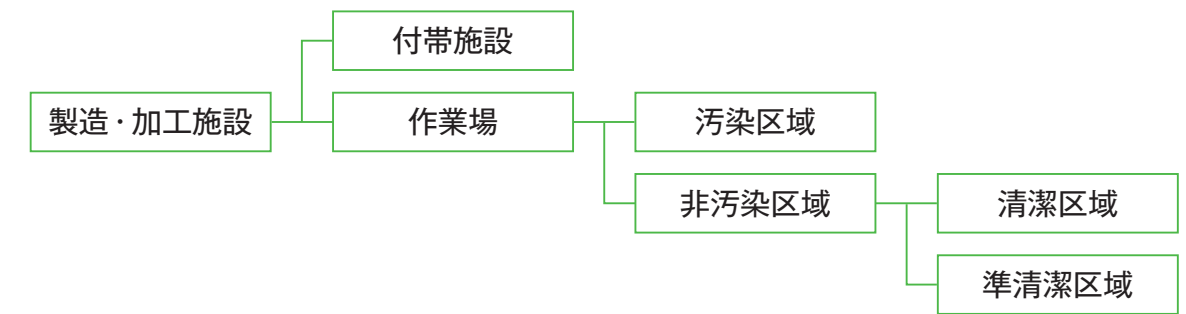 付帯施設
製造・加工施設
作業場
汚染区域
非汚染区域
清潔区域
準清潔区域